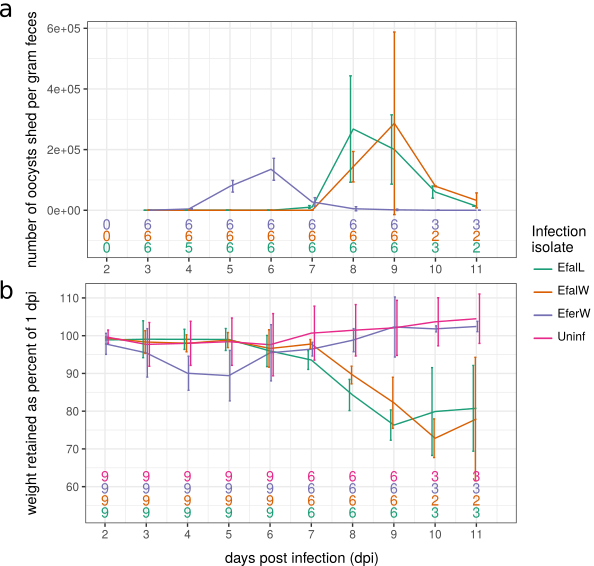 a
number of oocysts shed per gram feces
6e+05
4e+05
2e+05
0e+00
0 6 6 6 6 6 6 6 3 3
0 6 6 6 6 6 6 6 2 2
0 6 5 6 6 6 6 6 3 2
2 3 4 5 6 7 8 9 10 11
Infection
isolate
EfalL
EfalW
EferW
Uninf
b
weight retained as percent of 1 dpi
110
100
90
80
70
60
9 9 9 9 9 6 6 6 3 3
9 9 9 9 9 6 6 6 3 3
9 9 9 9 9 6 6 6 2 2
9 9 9 9 9 6 6 6 3 3
2 3 4 5 6 7 8 9 10 11
days post infection (dpi)